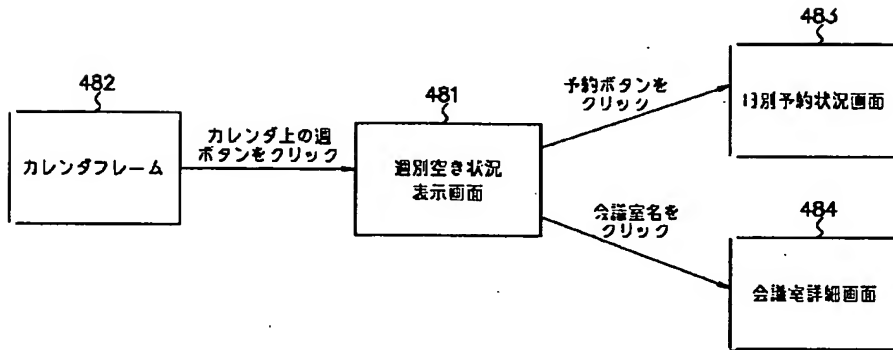 482
カレンダフレーム
カレンダ上の週
ボタンをクリック
481
週別空き状況
表示画面
予約ボタンを
クリック
483
日別予約状況画面
会議室名を
クリック
484
会議室詳細画面